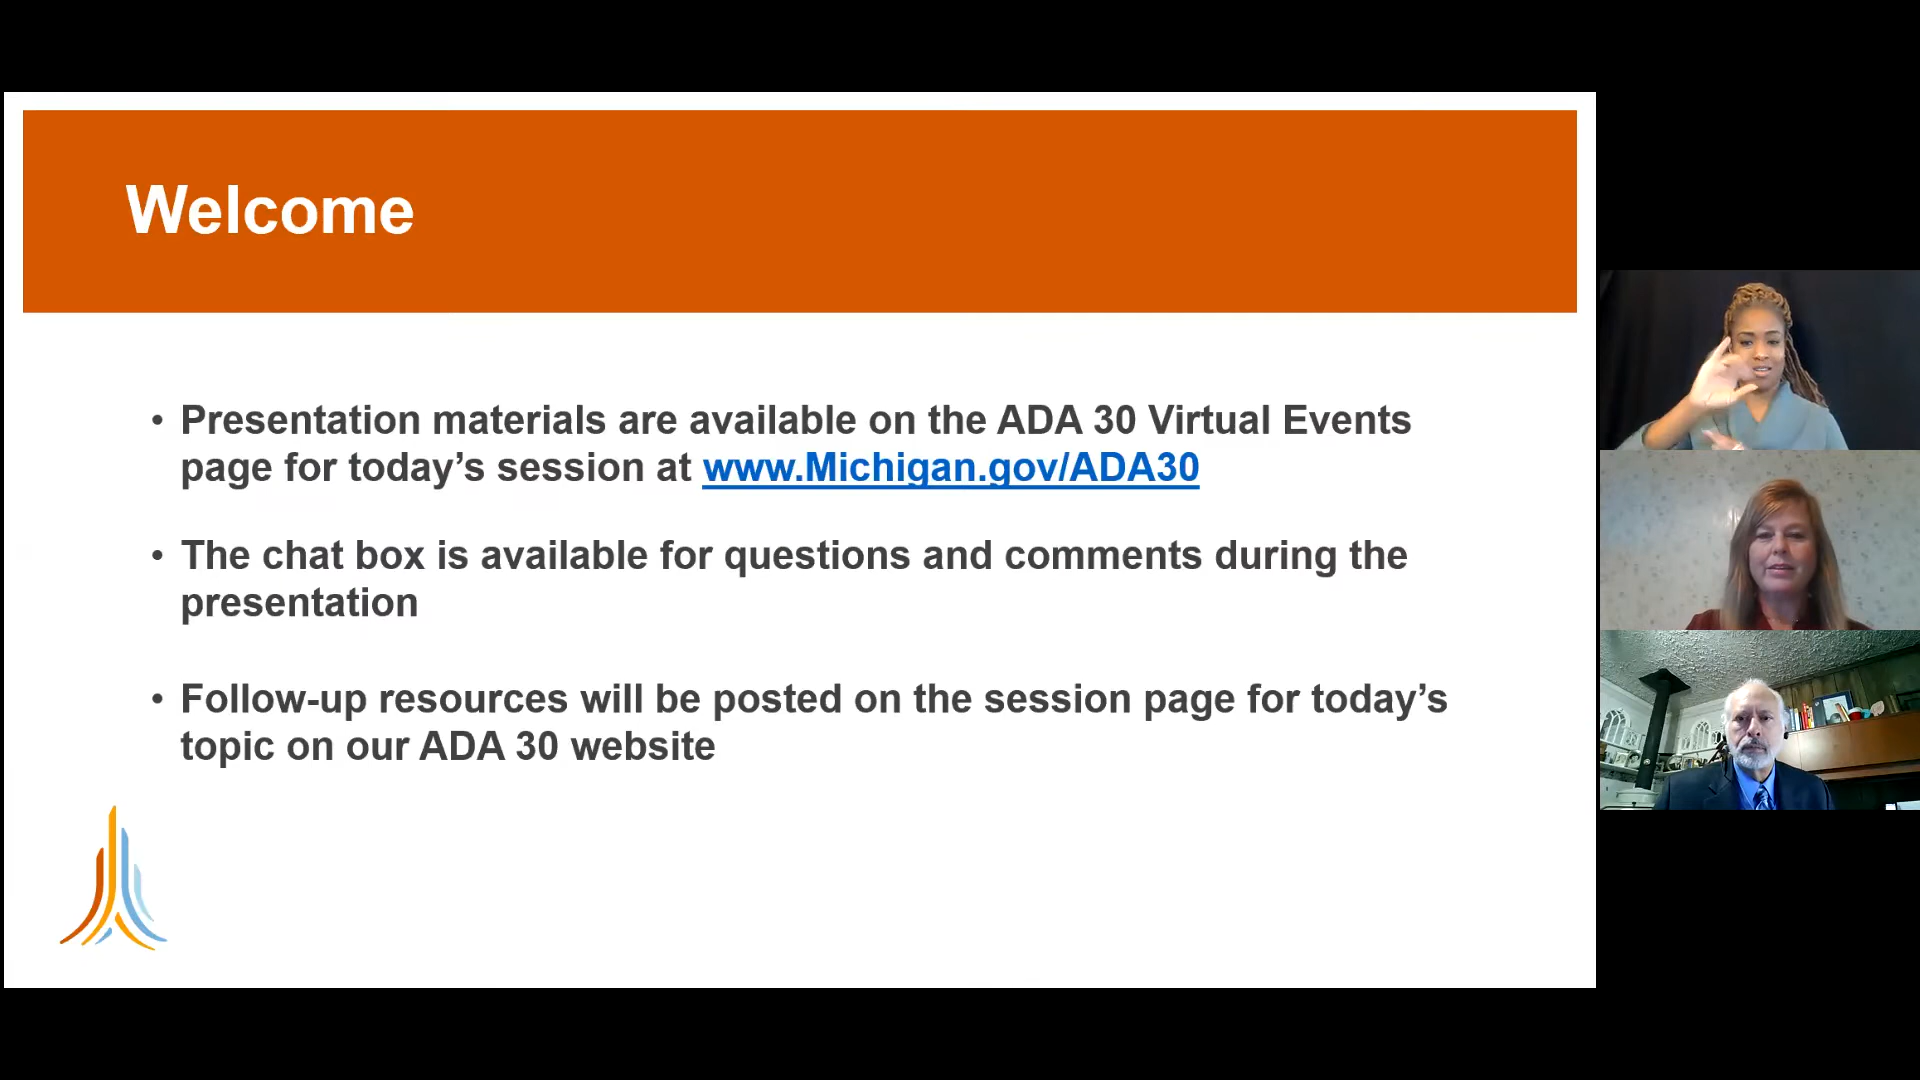 Welcome
• Presentation materials are available on the ADA 30 Virtual Events
page for today’s session at www.Michigan.gov/ADA30
• The chat box is available for questions and comments during the
presentation
• Follow-up resources will be posted on the session page for today’s
topic on our ADA 30 website